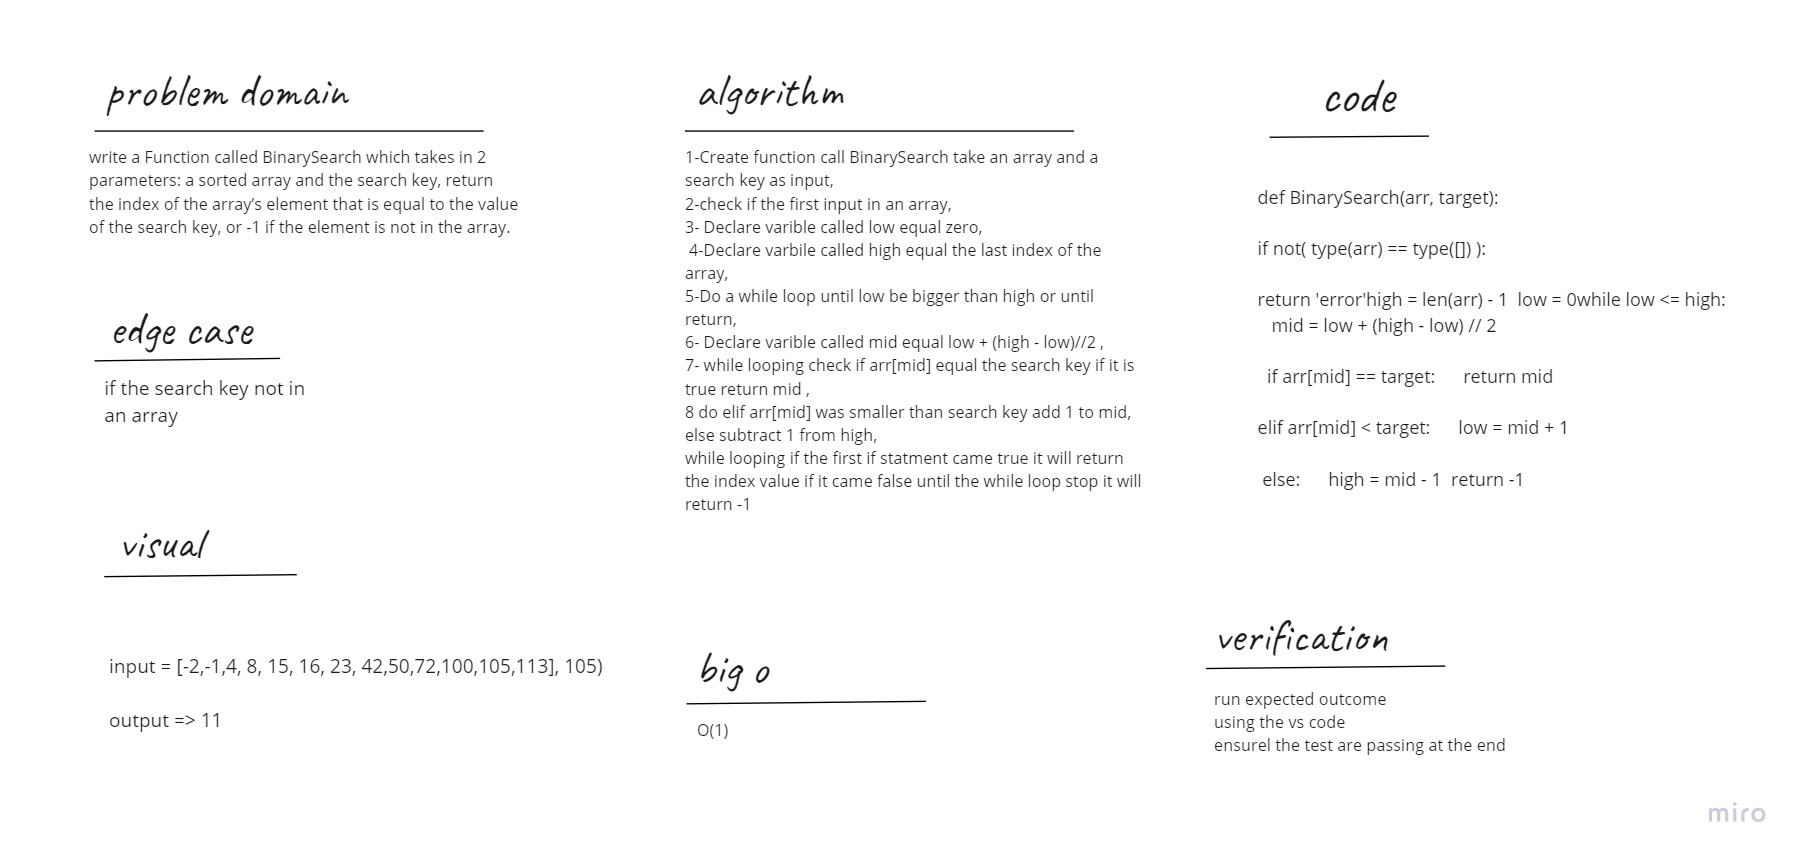 problem domain
write a Function called BinarySearch which takes in 2
parameters: a sorted array and the search key, return
the index of the array's element that is equal to the value
of the search key, or -1 if the element is not in the array.
edge case
if the search key not in
an array
visual
input = [-2,-1,4, 8, 15, 16, 23, 42,50,72,100,105,113], 105)
output => 11
algorithm
1-Create function call BinarySearch take an array and a
search key as input,
2-check if the first input in an array,
3- Declare varible called low equal zero,
4-Declare varbile called high equal the last index of the
array,
5-Do a while loop until low be bigger than high or until
return,
6- Declare varible called mid equal low + (high - low)//2 ,
7- while looping check if arr[mid] equal the search key if it is
true return mid ,
8 do elif arr[mid] was smaller than search key add 1 to mid,
else subtract 1 from high,
while looping if the first if statment came true it will return
the index value if it came false until the while loop stop it will
return -1
big o
O(1)
code
def BinarySearch(arr, target):
if not( type(arr) == type([]) ):
return 'error'high = len(arr) - 1  low = 0while low <= high:
mid = low + (high - low) // 2
if arr[mid] == target:      return mid
elif arr[mid] < target:      low = mid + 1
else:      high = mid - 1  return -1
verification
run expected outcome
using the vs code
ensurel the test are passing at the end
miro